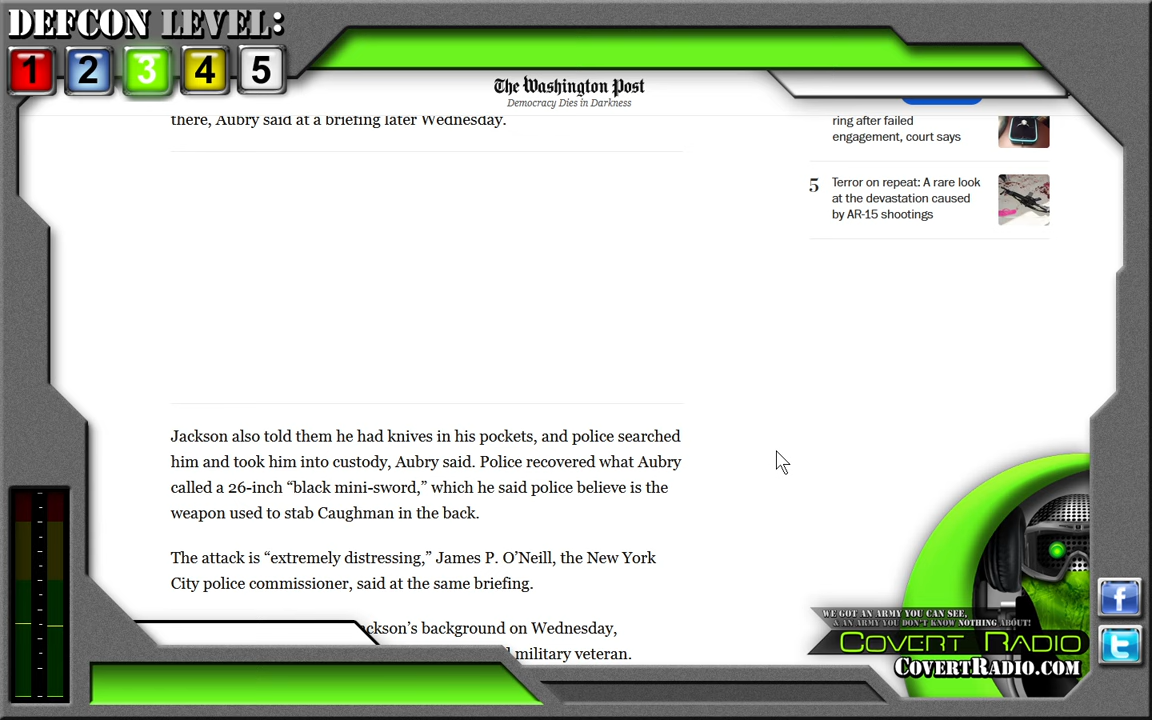 DEFCON LEVEL:
1 2 3 4 5
The Washington Post
Democracy Dies in Darkness
there, Aubry said at a briefing later Wednesday.
ring after failed
engagement, court says
5
Terror on repeat: A rare look
at the devastation caused
by AR-15 shootings
Jackson also told them he had knives in his pockets, and police searched
him and took him into custody, Aubry said. Police recovered what Aubry
called a 26-inch “black mini-sword,” which he said police believe is the
weapon used to stab Caughman in the back.
The attack is “extremely distressing,” James P. O’Neill, the New York
City police commissioner, said at the same briefing.
ackson’s background on Wednesday,
military veteran.
WE GOT AN ARMY YOU CAN SEE,
& AN ARMY YOU DON'T KNOW NOTHING ABOUT!
COVERT RADIO
COVERTRADIO.COM
f
t